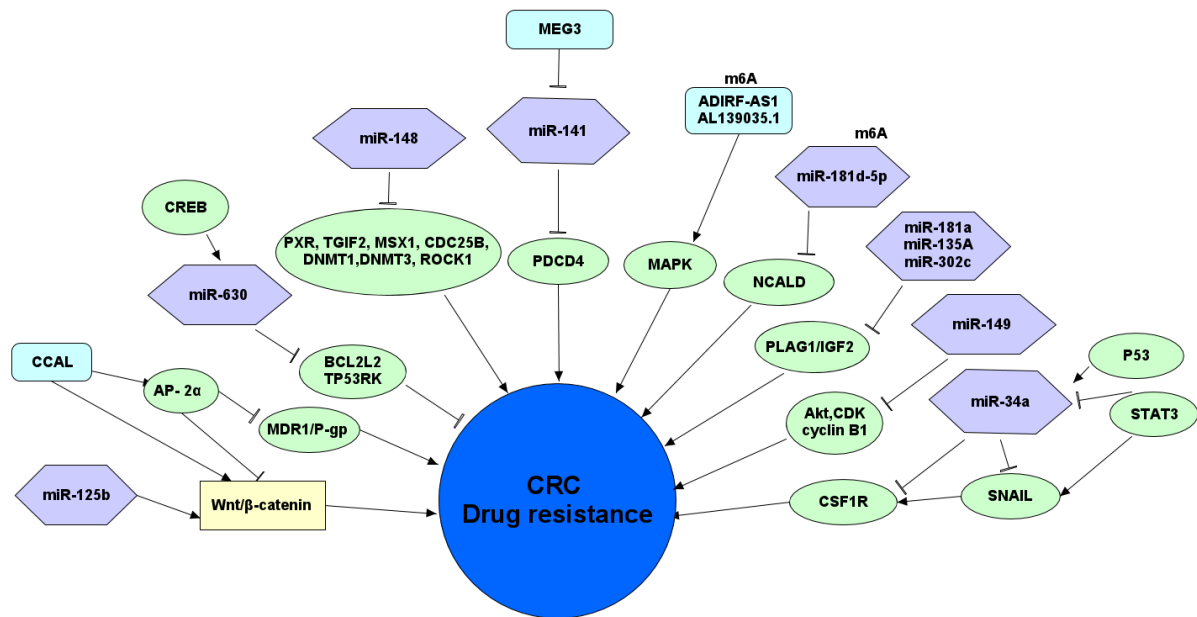 MEG3
m6A
ADIRF-AS1
AL139035.1
miR-148
miR-141
m6A
miR-181d-5p
CREB
PXR, TGIF2, MSX1, CDC25B,
DNMT1,DNMT3, ROCK1
PDCD4
MAPK
NCALD
miR-181a
miR-135A
miR-302c
miR-630
miR-149
PLAG1/IGF2
P53
CCAL
BCL2L2
TP53RK
AP- 2α
miR-34a
STAT3
MDR1/P-gp
Akt,CDK
cyclin B1
miR-125b
Wnt/β-catenin
CRC
Drug resistance
CSF1R
SNAIL